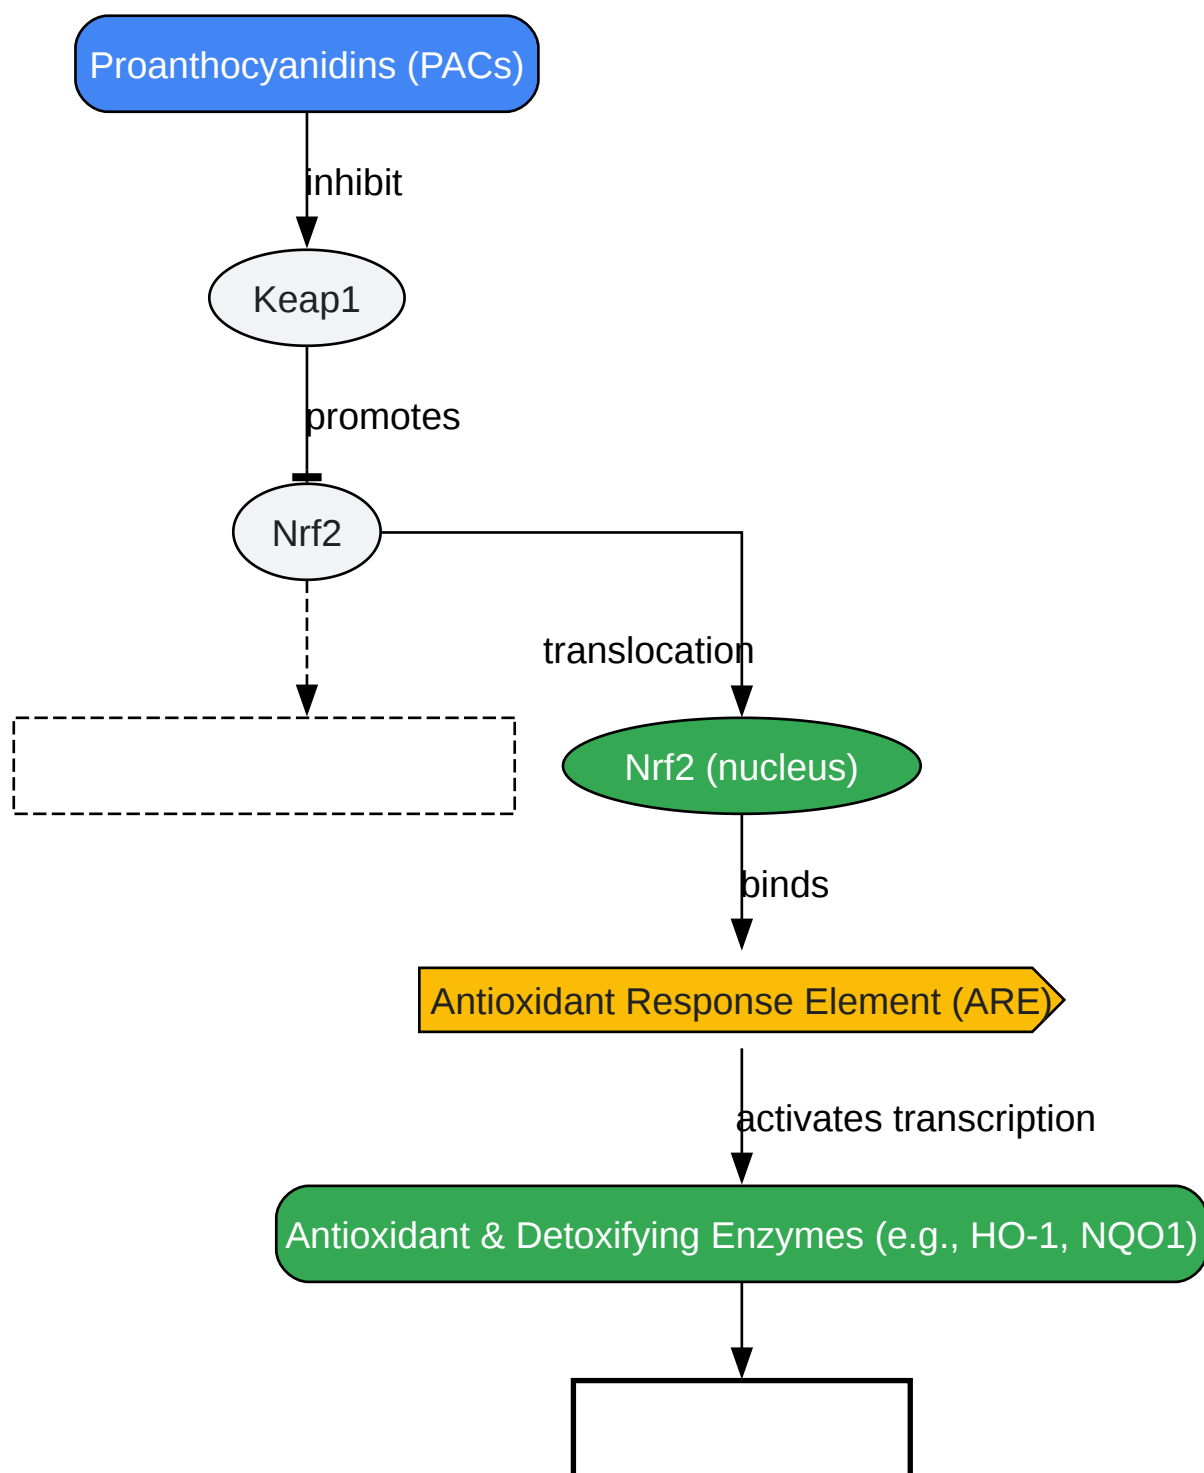 Proanthocyanidins (PACs)
inhibit
Keap1
promotes
Nrf2
translocation
Nrf2 (nucleus)
binds
Antioxidant Response Element (ARE)
activates transcription
Antioxidant & Detoxifying Enzymes (e.g., HO-1, NQO1)